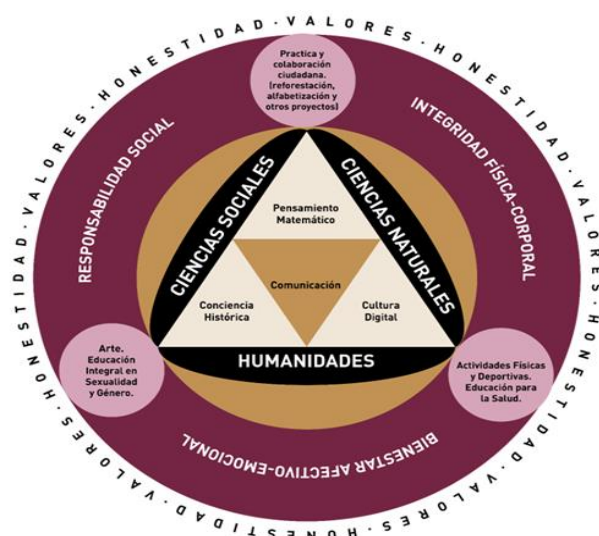 VALORES·HONESTIDAD·VALORES·HONESTIDAD·VALORES·HONESTIDAD·VALORES·HONESTIDAD·VALORES·HONESTIDAD·
Practica y
colaboración
ciudadana.
(reforestación,
alfabetización y
otros proyectos)
RESPONSABILIDAD SOCIAL
INTEGRIDAD FÍSICA-CORPORAL
CIENCIAS SOCIALES
CIENCIAS NATURALES
Pensamiento
Matemático
Comunicación
Conciencia
Histórica
Cultura
Digital
HUMANIDADES
Arte.
Educación
Integral en
Sexualidad
y Género.
Actividades Físicas
y Deportivas.
Educación para
la Salud.
BIENESTAR AFECTIVO-EMOCIONAL